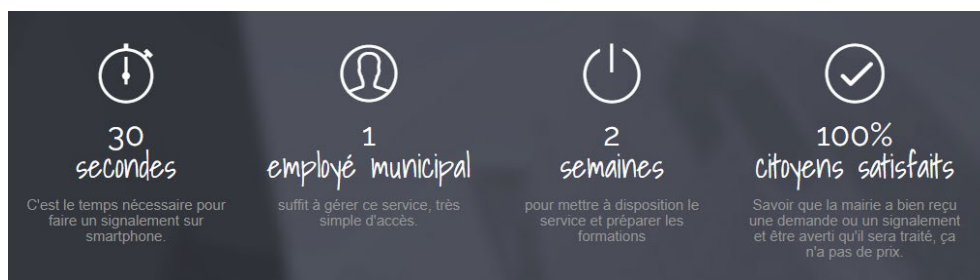 30
secondes
C'est le temps nécessaire pour
faire un signalement sur
smartphone.
1
employé municipal
suffit à gérer ce service, très
simple d'accès.
2
semaines
pour mettre à disposition le
service et préparer les
formations
100%
citoyens satisfaits
Savoir que la mairie a bien reçu
une demande ou un signalement
et être averti qu'il sera traité, ça
n'a pas de prix.